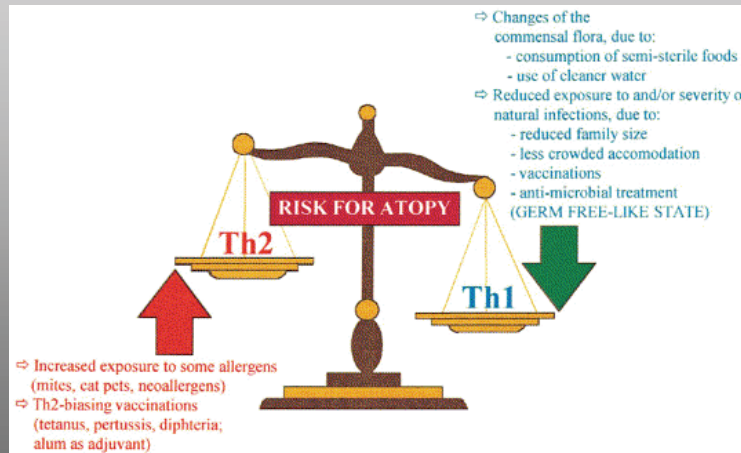 ⇨ Changes of the
commensal flora, due to:
- consumption of semi-sterile foods
- use of cleaner water
⇨ Reduced exposure to and/or severity o
natural infections, due to:
- reduced family size
- less crowded accomodation
- vaccinations
- anti-microbial treatment
(GERM FREE-LIKE STATE)
RISK FOR ATOPY
Th2
Th1
⇨ Increased exposure to some allergens
(mites, cat pets, neoallergens)
⇨ Th2-biasing vaccinations
(tetanus, pertussis, diphteria;
alum as adjuvant)